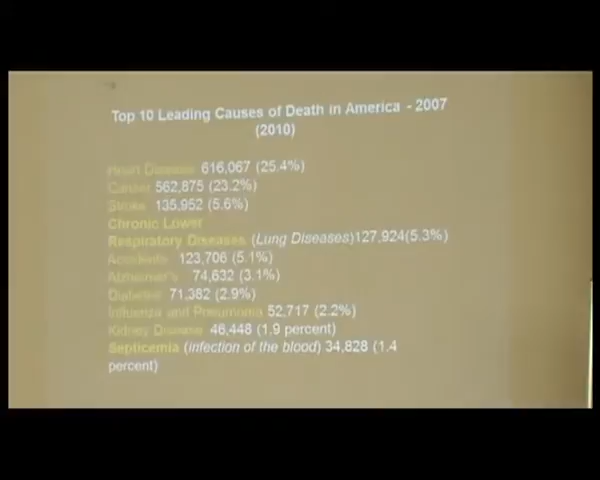 Top 10 Leading Causes of Death in America - 2007
(2010)
Heart Disease 616,067 (25.4%)
Cancer 562,875 (23.2%)
Stroke 135,952 (5.6%)
Chronic Lower
Respiratory Diseases (Lung Diseases)127,924(5.3%)
Accidents 123,706 (5.1%)
Alzheimer's 74,632 (3.1%)
Diabetes 71,382 (2.9%)
Influenza and Pneumonia 52,717 (2.2%)
Kidney Disease 46,448 (1.9 percent)
Septicemia (infection of the blood) 34,828 (1.4
percent)